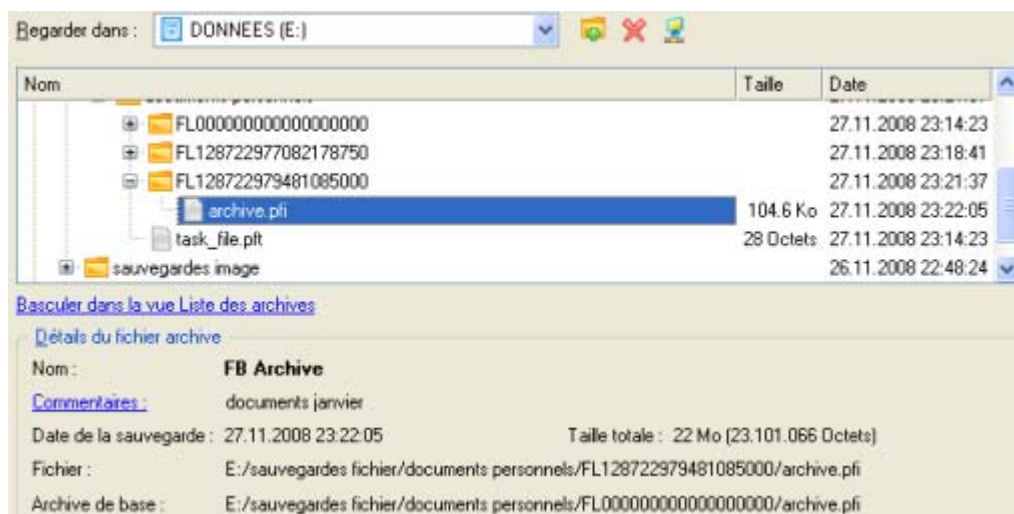 Regarder dans : DONNEES (E:)
Nom Taille Date
FL000000000000000000 27.11.2008 23:14:23
FL128722977082178750 27.11.2008 23:18:41
FL128722979481085000 27.11.2008 23:21:37
archive.pfi 104.6 Ko 27.11.2008 23:22:05
task_file.pft 28 Octets 27.11.2008 23:14:23
sauvegardes image 26.11.2008 22:48:24
Basculer dans la vue Liste des archives
Détails du fichier archive
Nom : FB Archive
Commentaires : documents janvier
Date de la sauvegarde : 27.11.2008 23:22:05 Taille totale : 22 Mo (23.101.066 Octets)
Fichier : E:/sauvegardes fichier/documents personnels/FL128722979481085000/archive.pfi
Archive de base : E:/sauvegardes fichier/documents personnels/FL000000000000000000/archive.pfi